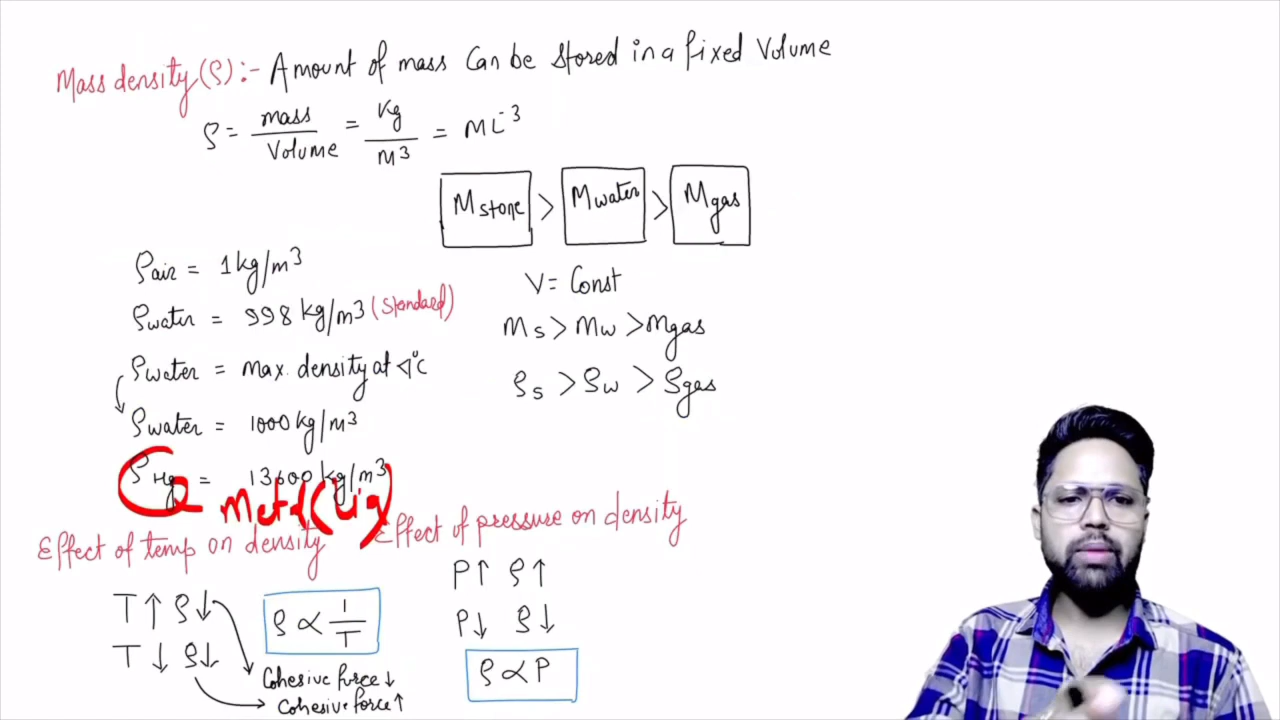 Mass density (ρ) :- Amount of mass Can be Stored in a fixed Volume
ρ = mass / Volume = Kg / M³ = ML⁻³
Mstone > Mwater > Mgas
ρair = 1 kg/m³
V = Const
ρwater = 998 kg/m³ (Standard)
Ms > Mw > Mgas
ρwater = max. density at 4°C
ρs > ρw > ρgas
ρwater = 1000 kg/m³
ρHg = 13600 kg/m³
(Liq)
Effect of temp on density
Effect of pressure on density
T↑ ρ↓
ρ ∝ 1/T
P↑ ρ↑
T↓ ρ↓
P↓ ρ↓
Cohesive force ↓
Cohesive force ↑
ρ ∝ P